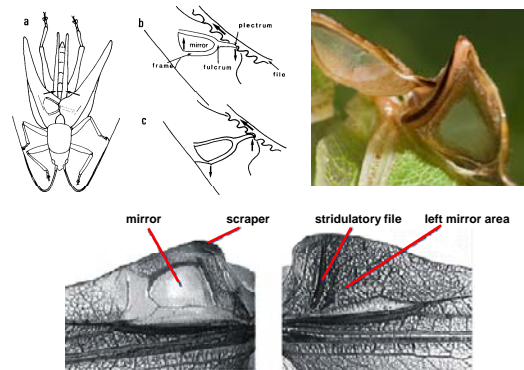 a
b
plectrum
mirror
frame
fulcrum
file
c
mirror
scraper
stridulatory file
left mirror area